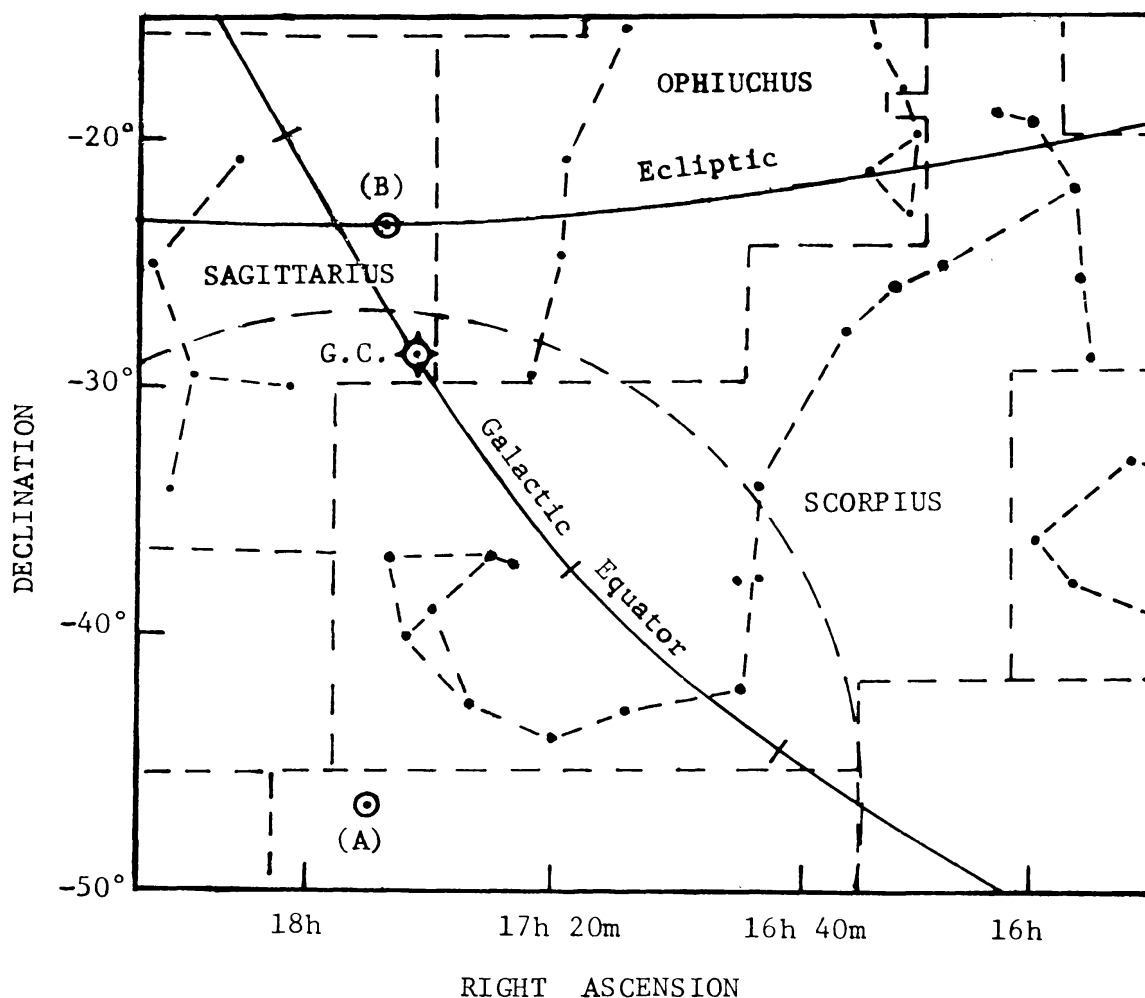 OPHIUCHUS
-20°
Ecliptic
(B)
SAGITTARIUS
G.C.
-30°
Galactic
Equator
SCORPIUS
DECLINATION
-40°
(A)
-50°
18h 17h 20m 16h 40m 16h
RIGHT ASCENSION